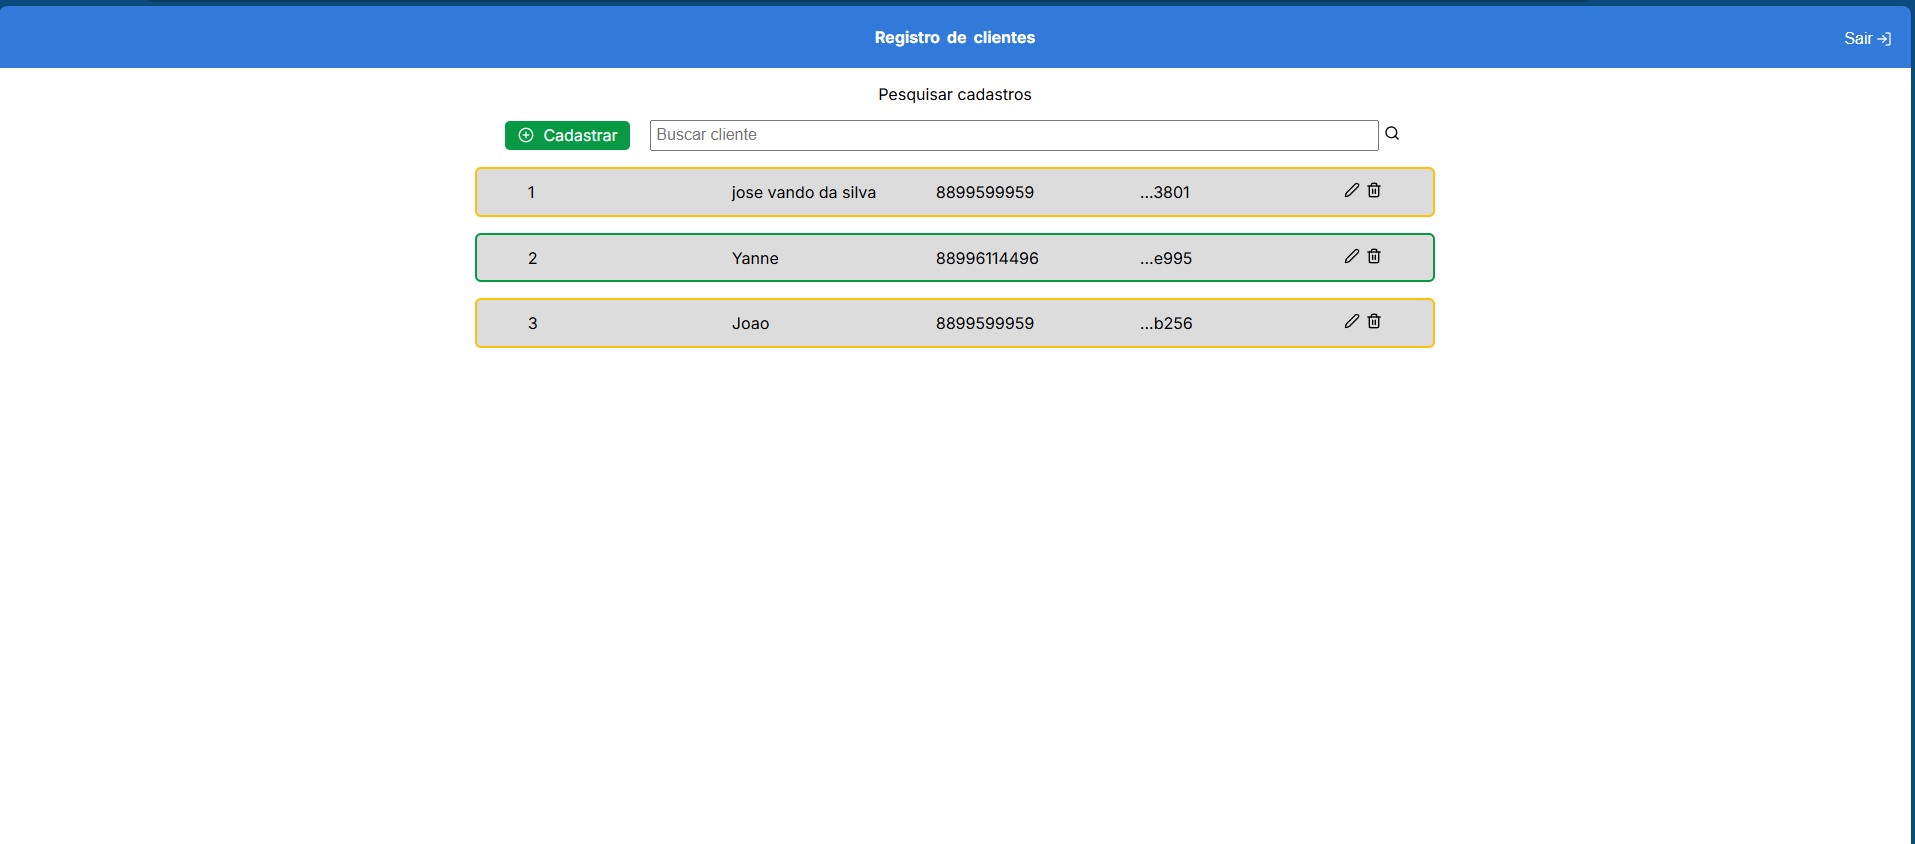 Registro de clientes
Sair
Pesquisar cadastros
Cadastrar Buscar cliente
1 jose vando da silva 8899599959 ...3801
2 Yanne 88996114496 ...e995
3 Joao 8899599959 ...b256